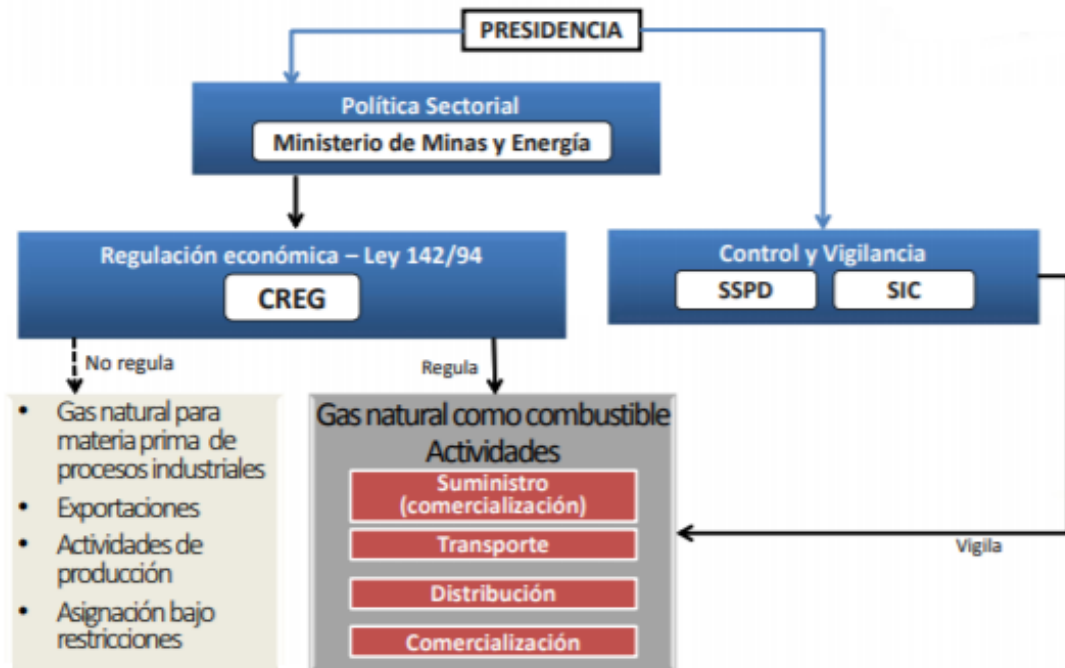 PRESIDENCIA
Política Sectorial
Ministerio de Minas y Energía
Regulación económica – Ley 142/94
CREG
Control y Vigilancia
SSPD
SIC
No regula
Regula
• Gas natural para
materia prima de
procesos industriales
• Exportaciones
• Actividades de
producción
• Asignación bajo
restricciones
Gas natural como combustible
Actividades
Suministro
(comercialización)
Transporte
Distribución
Comercialización
Vigila